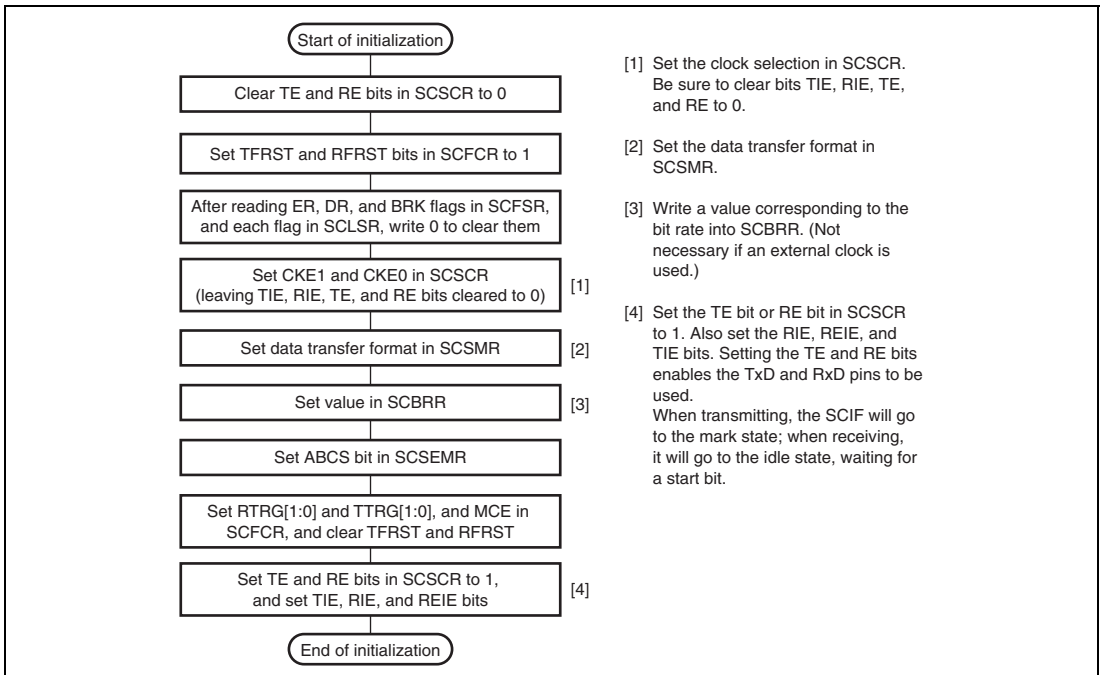 Start of initialization
Clear TE and RE bits in SCSCR to 0
Set TFRST and RFRST bits in SCFCR to 1
After reading ER, DR, and BRK flags in SCFSR,
and each flag in SCLSR, write 0 to clear them
Set CKE1 and CKE0 in SCSCR
(leaving TIE, RIE, TE, and RE bits cleared to 0)
[1]
Set data transfer format in SCSMR
[2]
Set value in SCBRR
[3]
Set ABCS bit in SCSEMR
Set RTRG[1:0] and TTRG[1:0], and MCE in
SCFCR, and clear TFRST and RFRST
Set TE and RE bits in SCSCR to 1,
and set TIE, RIE, and REIE bits
[4]
End of initialization
[1] Set the clock selection in SCSCR.
Be sure to clear bits TIE, RIE, TE,
and RE to 0.
[2] Set the data transfer format in
SCSMR.
[3] Write a value corresponding to the
bit rate into SCBRR. (Not
necessary if an external clock is
used.)
[4] Set the TE bit or RE bit in SCSCR
to 1. Also set the RIE, REIE, and
TIE bits. Setting the TE and RE bits
enables the TxD and RxD pins to be
used.
When transmitting, the SCIF will go
to the mark state; when receiving,
it will go to the idle state, waiting for
a start bit.